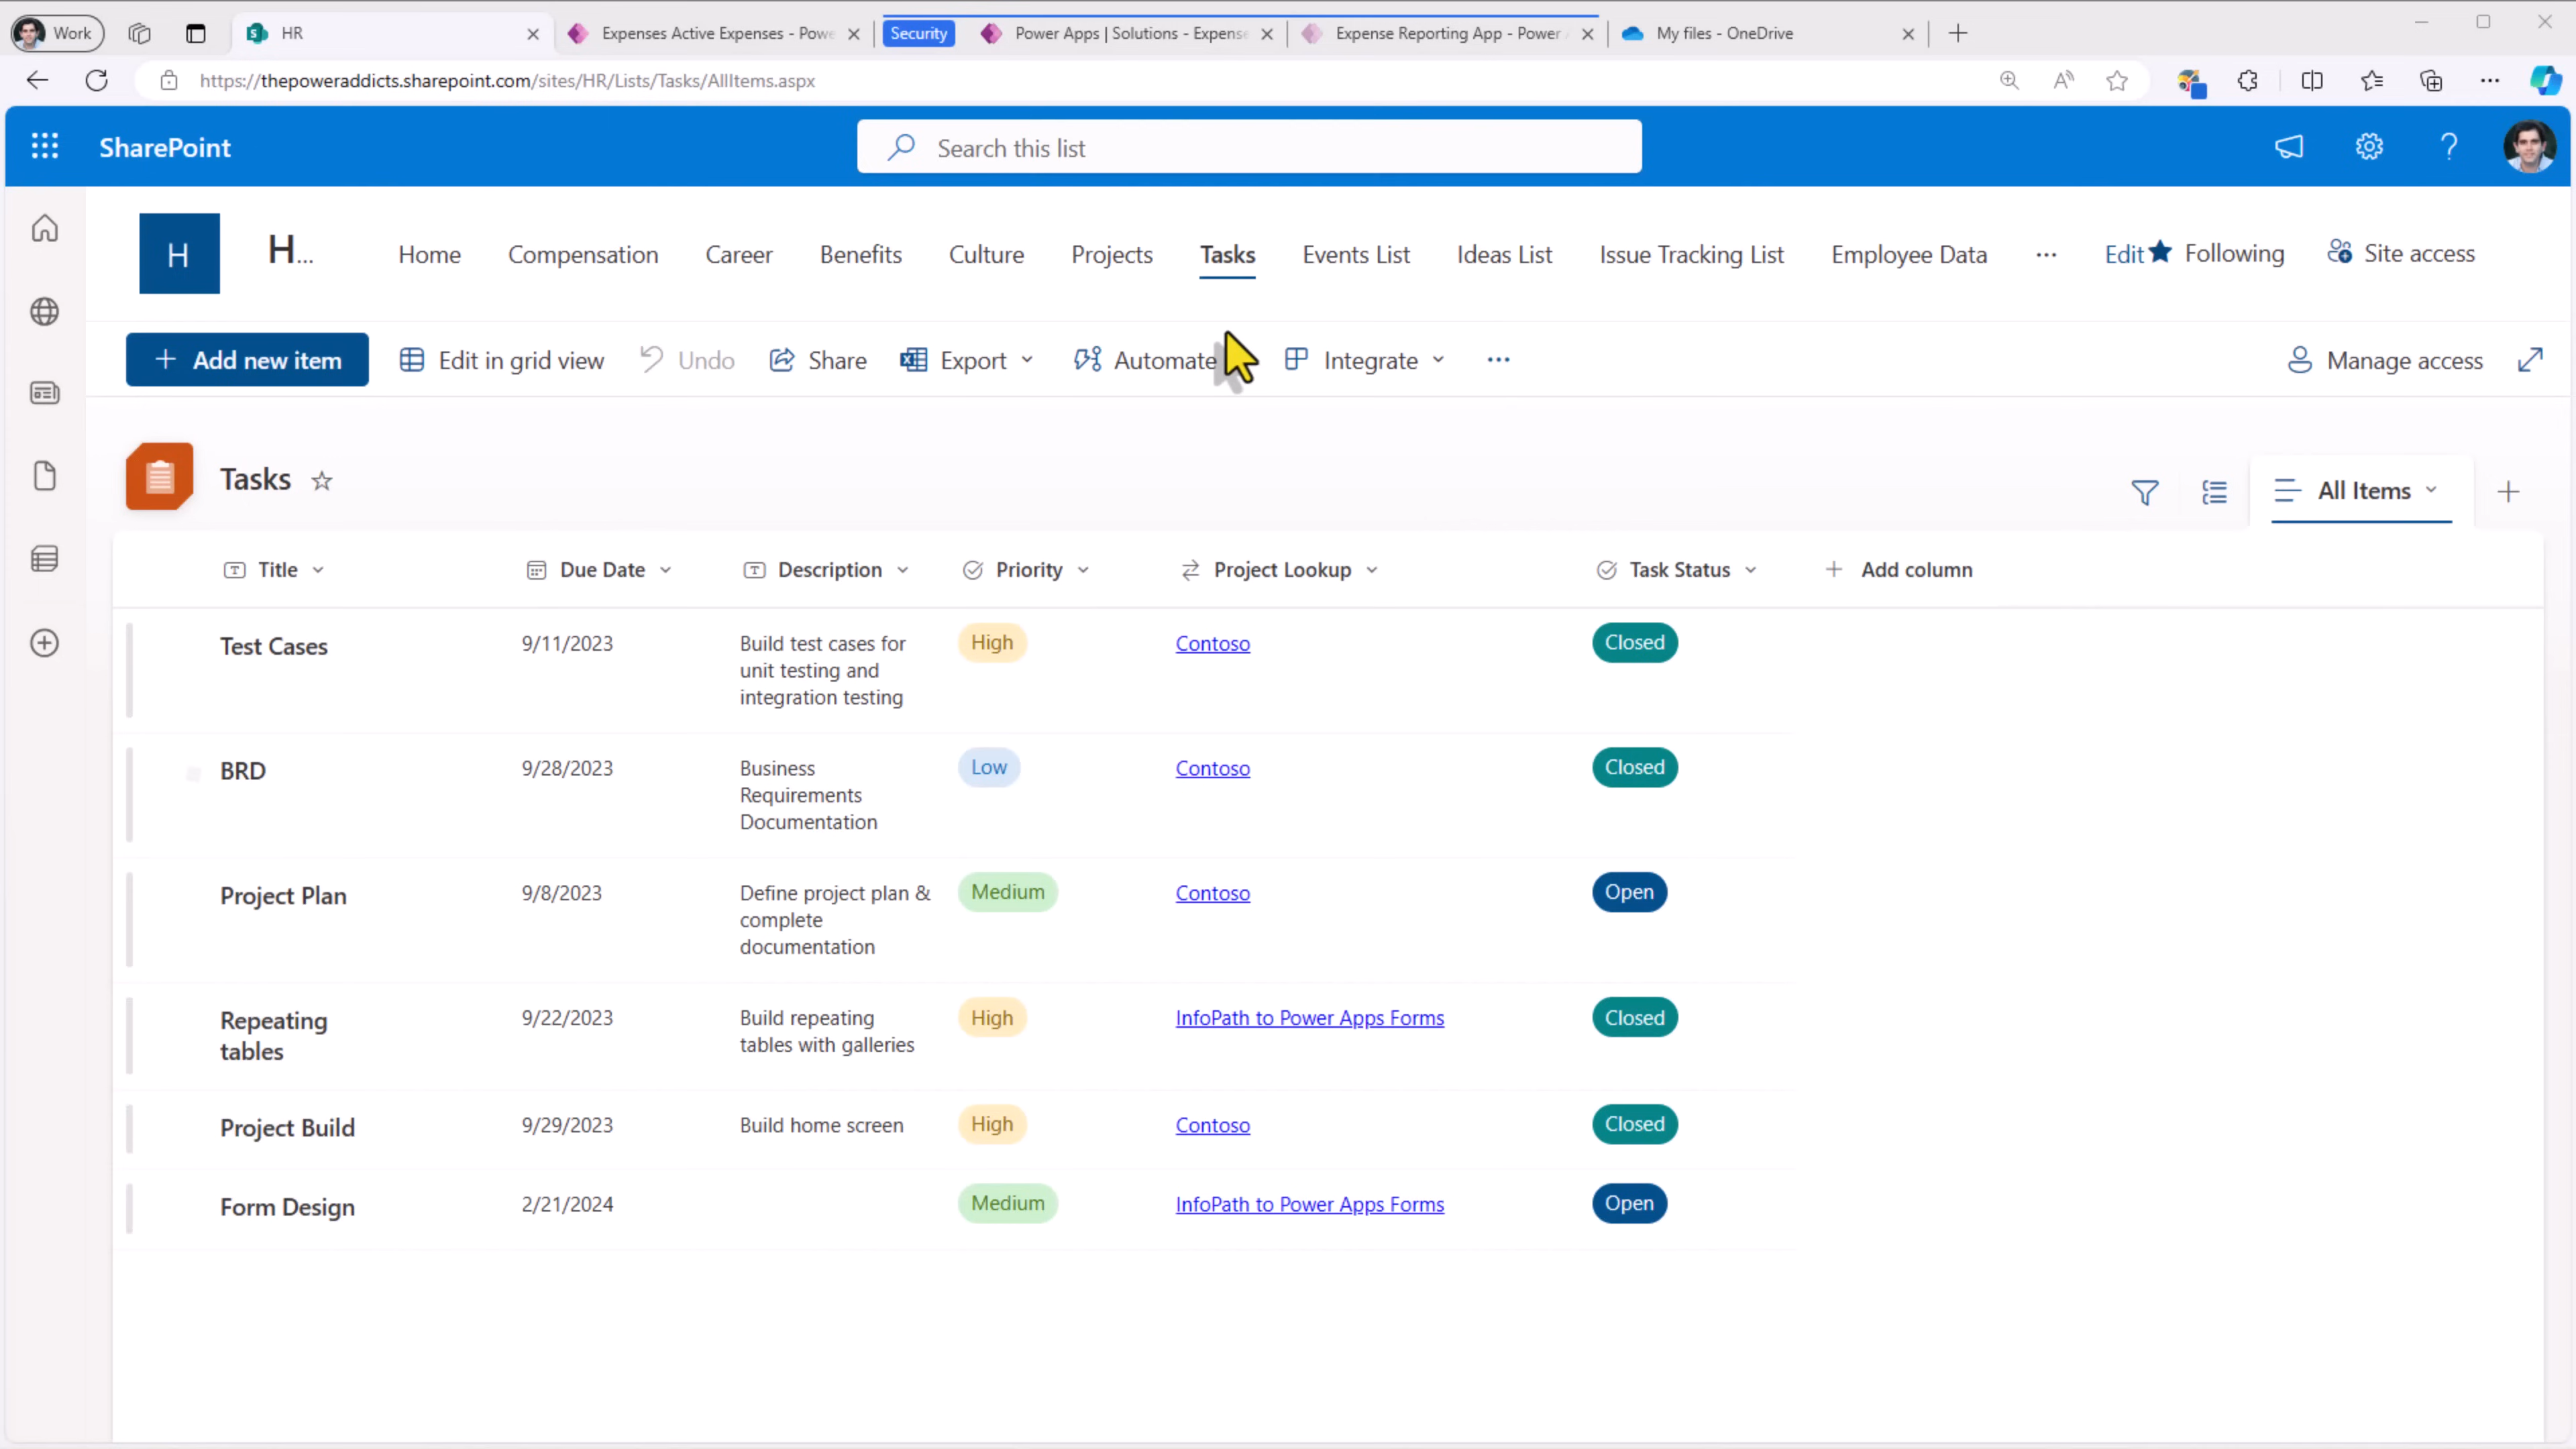 Work
HR
Expenses Active Expenses - Powe
Security
Power Apps | Solutions - Expense
Expense Reporting App - Power
My files - OneDrive
https://thepoweraddicts.sharepoint.com/sites/HR/Lists/Tasks/AllItems.aspx
SharePoint
Search this list
H
H...
Home
Compensation
Career
Benefits
Culture
Projects
Tasks
Events List
Ideas List
Issue Tracking List
Employee Data
Edit
Following
Site access
Add new item
Edit in grid view
Undo
Share
Export
Automate
Integrate
Manage access
Tasks
All Items
Title
Due Date
Description
Priority
Project Lookup
Task Status
Add column
Test Cases
9/11/2023
Build test cases for
unit testing and
integration testing
High
Contoso
Closed
BRD
9/28/2023
Business
Requirements
Documentation
Low
Contoso
Closed
Project Plan
9/8/2023
Define project plan &
complete
documentation
Medium
Contoso
Open
Repeating
tables
9/22/2023
Build repeating
tables with galleries
High
InfoPath to Power Apps Forms
Closed
Project Build
9/29/2023
Build home screen
High
Contoso
Closed
Form Design
2/21/2024
Medium
InfoPath to Power Apps Forms
Open